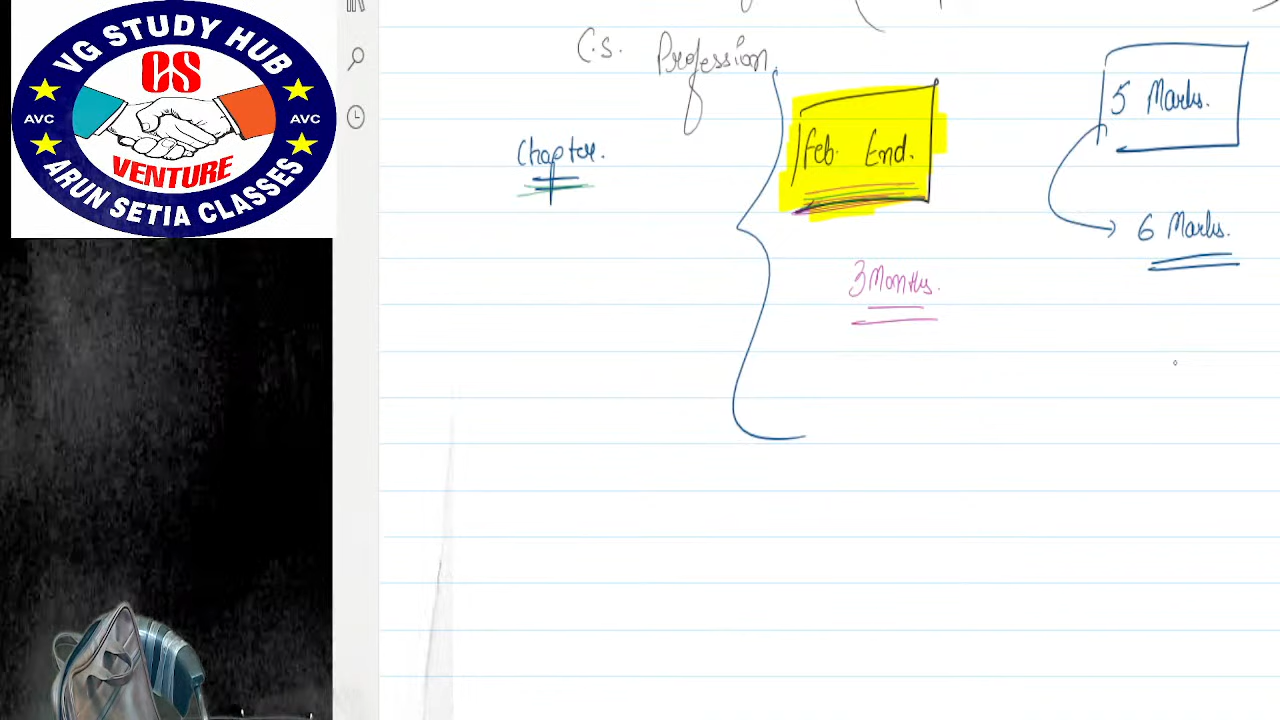 VG STUDY HUB
CS
AVC
AVC
VENTURE
ARUN SETIA CLASSES
C.S. Profession
5 Marks.
Feb. End.
Chapter.
6 Marks.
3 Months.